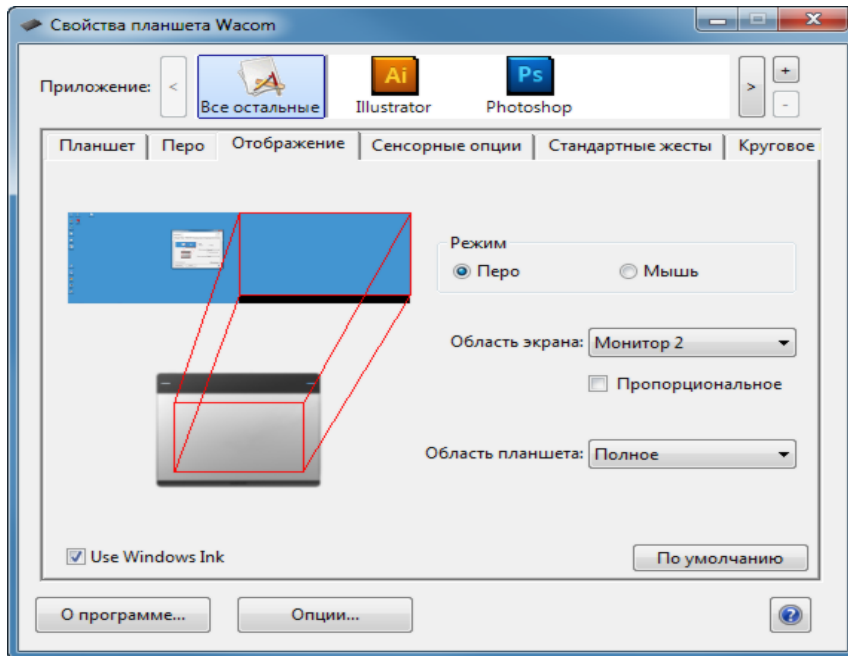 Свойства планшета Wacom
Приложение:
<
Ai
Ps
>
+
-
Все остальные
Illustrator
Photoshop
Планшет
Перо
Отображение
Сенсорные опции
Стандартные жесты
Круговое
Режим
Перо
Мышь
Область экрана: Монитор 2
Пропорциональное
Область планшета: Полное
Use Windows Ink
По умолчанию
О программе...
Опции...
?